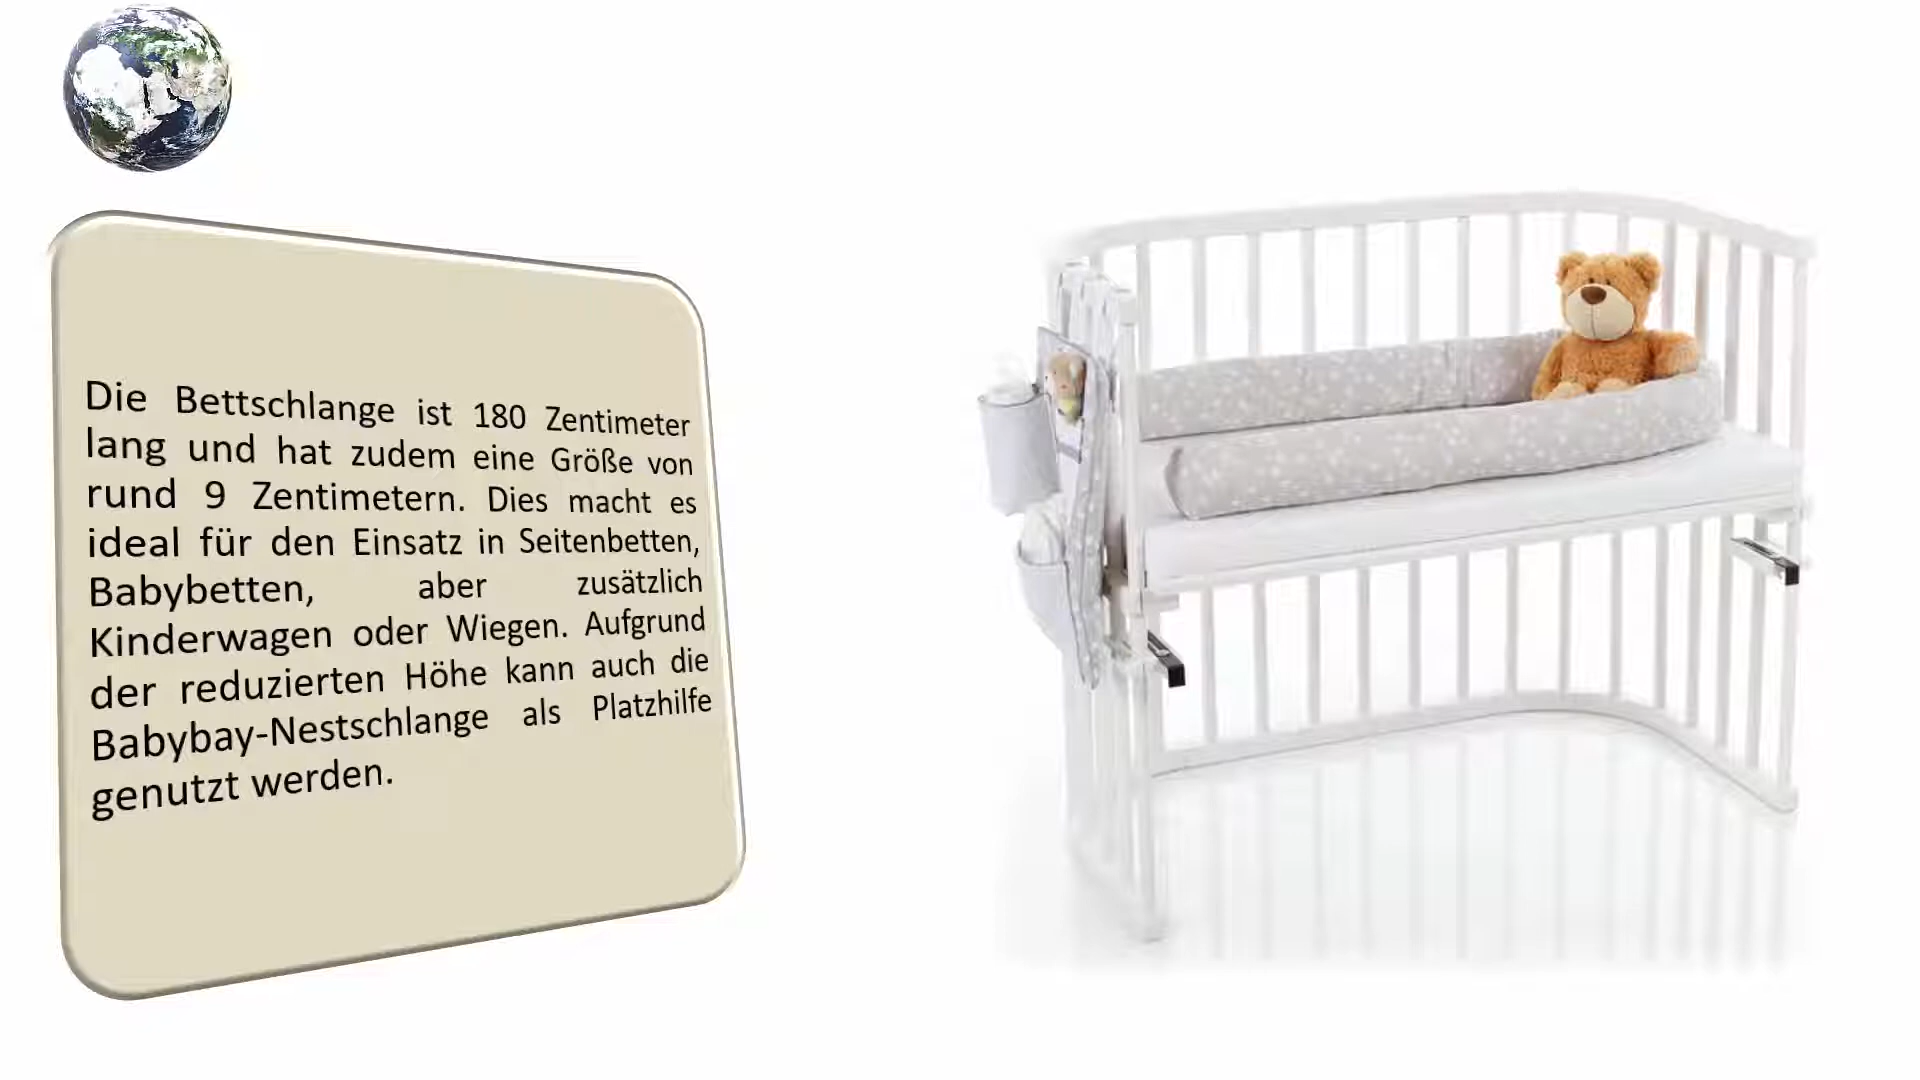 Die Bettschlange ist 180 Zentimeter
lang und hat zudem eine Größe von
rund 9 Zentimetern. Dies macht es
ideal für den Einsatz in Seitenbetten,
Babybetten, aber zusätzlich
Kinderwagen oder Wiegen. Aufgrund
der reduzierten Höhe kann auch die
Babybay-Nestschlange als Platzhilfe
genutzt werden.